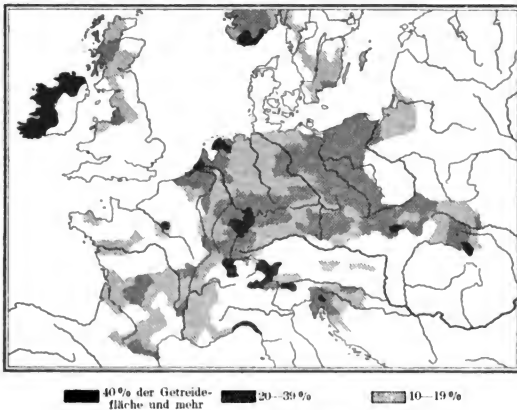 40 % der Getreide-
fläche und mehr
20—39 %
10—19 %